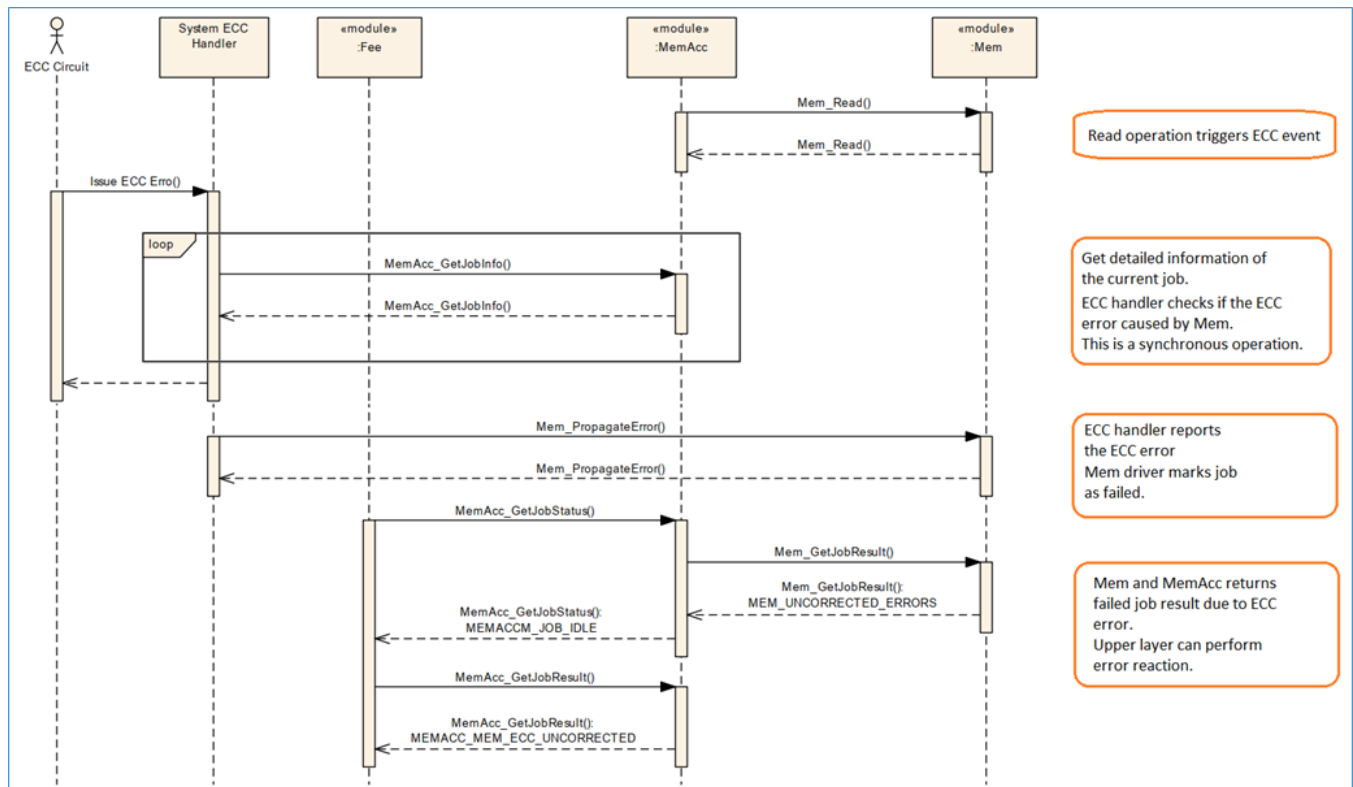 System ECC
Handler
«module»
:Fee
«module»
:MemAcc
«module»
:Mem
ECC Circuit
Mem_Read()
Mem_Read()
Read operation triggers ECC event
Issue ECC Erro()
loop
MemAcc_GetJobInfo()
MemAcc_GetJobInfo()
Get detailed information of
the current job.
ECC handler checks if the ECC
error caused by Mem.
This is a synchronous operation.
Mem_PropagateError()
Mem_PropagateError()
ECC handler reports
the ECC error
Mem driver marks job
as failed.
MemAcc_GetJobStatus()
Mem_GetJobResult()
Mem_GetJobResult():
MEM_UNCORRECTED_ERRORS
MemAcc_GetJobStatus():
MEMACCM_JOB_IDLE
Mem and MemAcc returns
failed job result due to ECC
error.
Upper layer can perform
error reaction.
MemAcc_GetJobResult()
MemAcc_GetJobResult():
MEMACC_MEM_ECC_UNCORRECTED